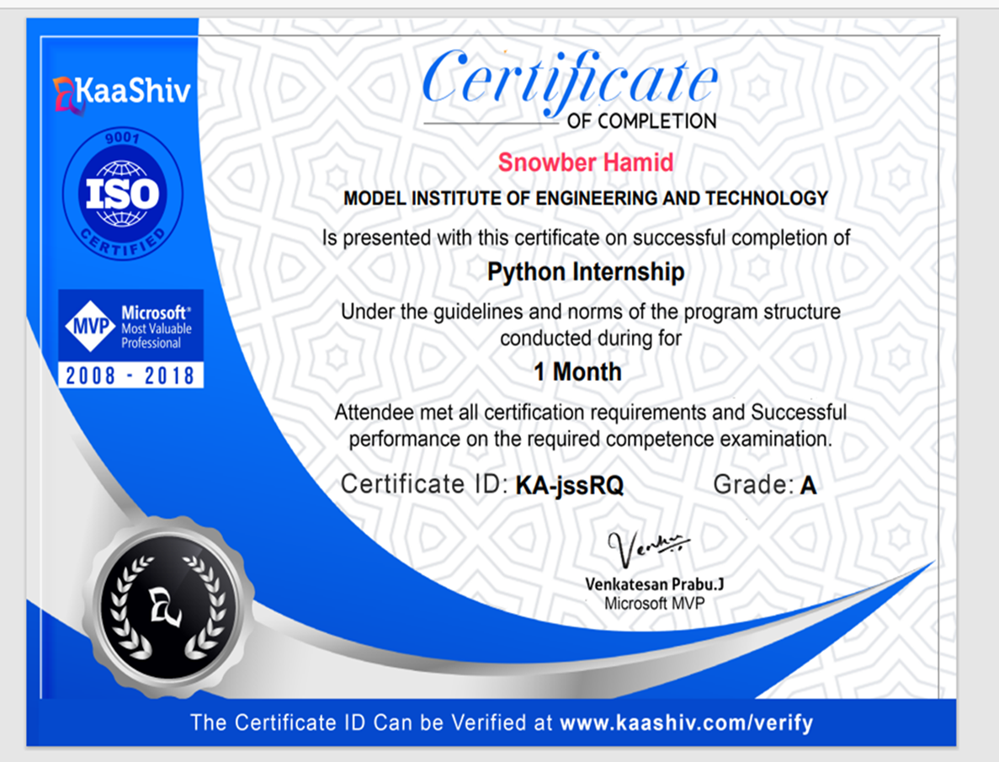 KaaShiv
9001
ISO
CERTIFIED
MVP
Microsoft®
Most Valuable
Professional
2008 - 2018
Certificate
OF COMPLETION
Snowber Hamid
MODEL INSTITUTE OF ENGINEERING AND TECHNOLOGY
Is presented with this certificate on successful completion of
Python Internship
Under the guidelines and norms of the program structure
conducted during for
1 Month
Attendee met all certification requirements and Successful
performance on the required competence examination.
Certificate ID: KA-jssRQ Grade: A
Venkatesan Prabu.J
Microsoft MVP
The Certificate ID Can be Verified at www.kaashiv.com/verify